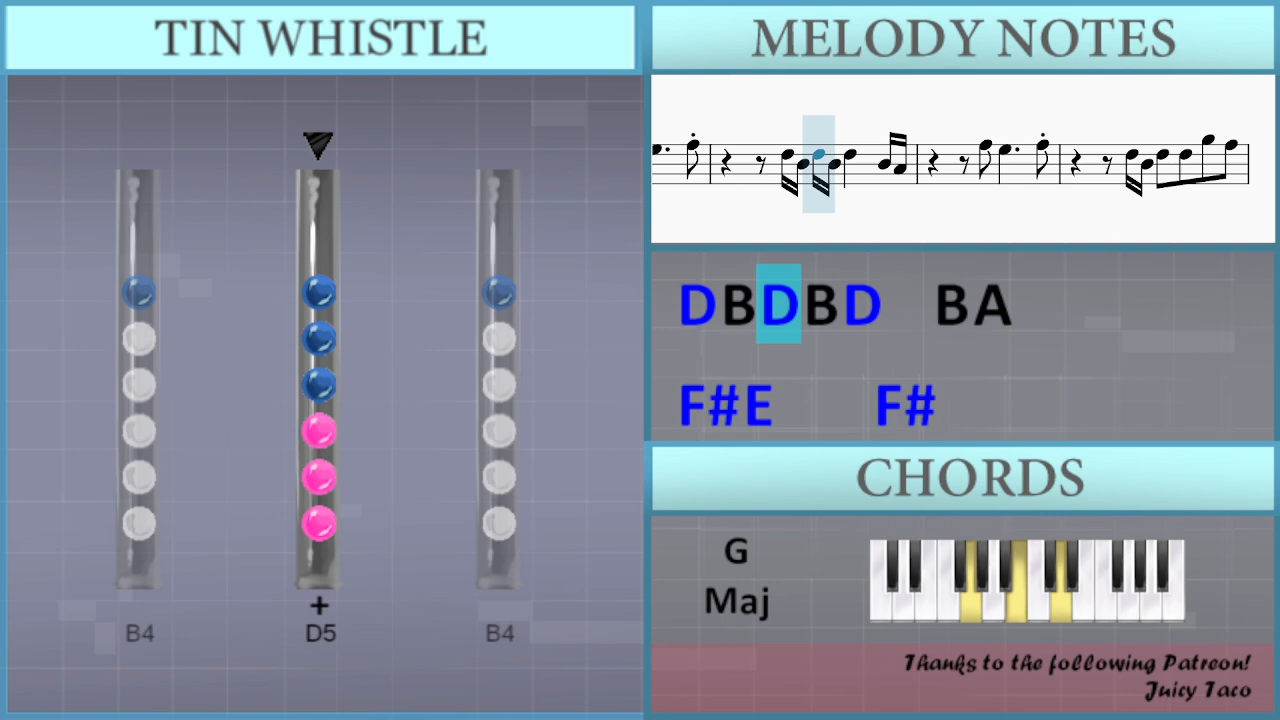 TIN WHISTLE
+
B4 D5 B4
MELODY NOTES
DBDBD BA
F#E F#
CHORDS
G
Maj
Thanks to the following Patreon!
Juicy Taco